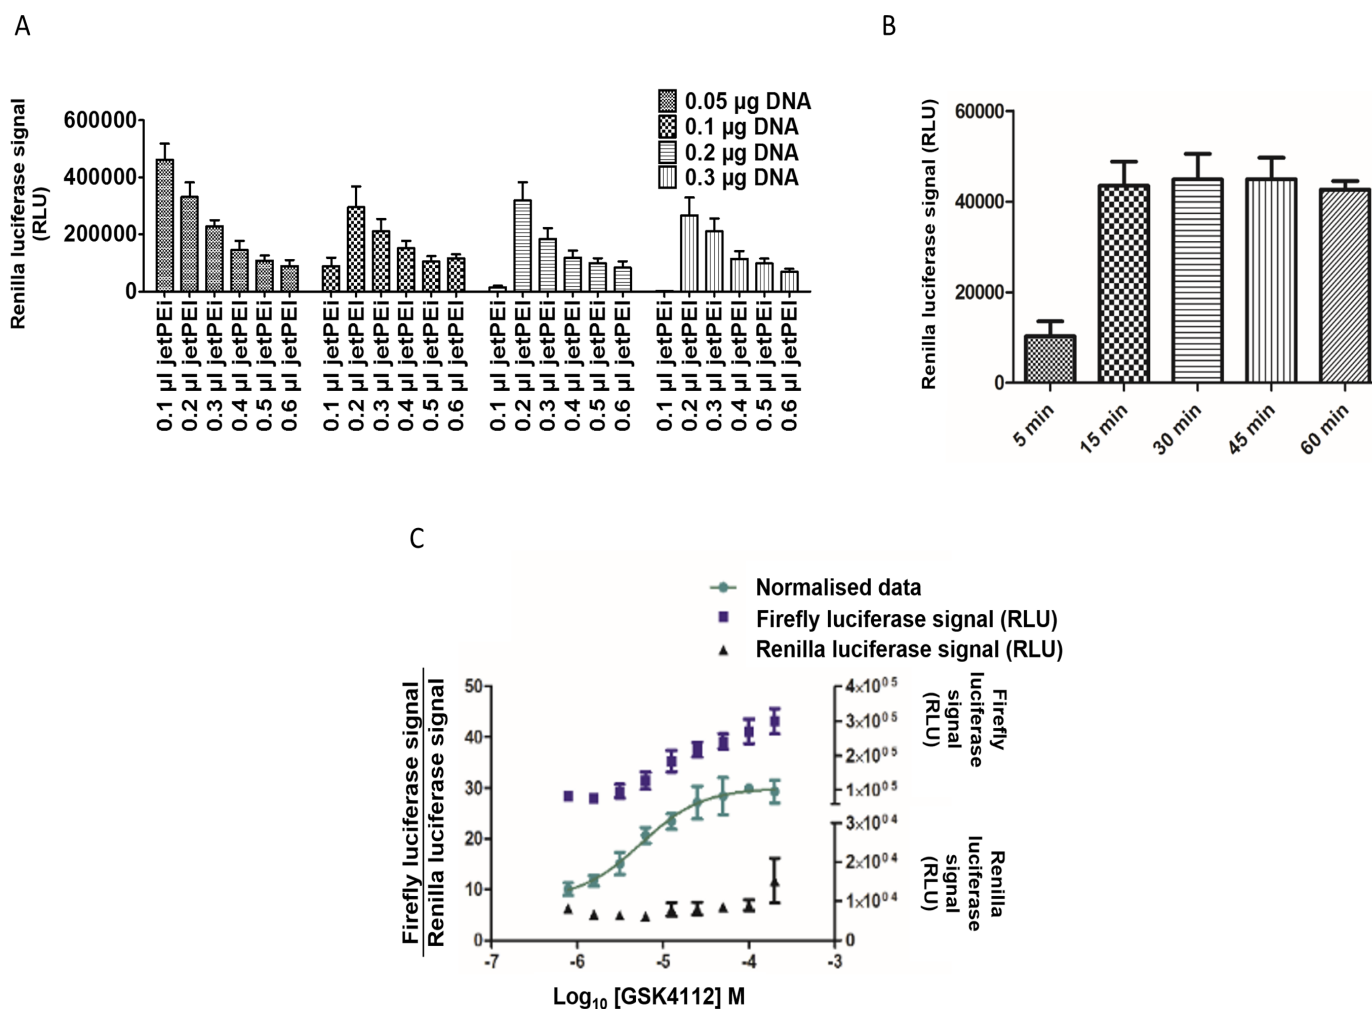 A
Renilla luciferase signal
(RLU)
600000
400000
200000
0
0.05 µg DNA
0.1 µg DNA
0.2 µg DNA
0.3 µg DNA
0.1 µl jetPEi
0.2 µl jetPEI
0.3 µl jetPEI
0.4 µl jetPEI
0.5 µl jetPEI
0.6 µl jetPEI
0.1 µl jetPEi
0.2 µl jetPEI
0.3 µl jetPEI
0.4 µl jetPEI
0.5 µl jetPEI
0.6 µl jetPEI
0.1 µl jetPEi
0.2 µl jetPEI
0.3 µl jetPEI
0.4 µl jetPEI
0.5 µl jetPEI
0.6 µl jetPEI
0.1 µl jetPEI
0.2 µl jetPEI
0.3 µl jetPEI
0.4 µl jetPEI
0.5 µl jetPEI
0.6 µl jetPEI
B
Renilla luciferase signal (RLU)
60000
40000
20000
0
5 min
15 min
30 min
45 min
60 min
C
Normalised data
Firefly luciferase signal (RLU)
Renilla luciferase signal (RLU)
Firefly luciferase signal
Renilla luciferase signal
50
40
30
20
10
0
4×10⁰⁵
3×10⁰⁵
2×10⁰⁵
1×10⁰⁵
3×10⁰⁴
2×10⁰⁴
1×10⁰⁴
0
Firefly
luciferase
signal
(RLU)
Renilla
luciferase
signal
(RLU)
-7
-6
-5
-4
-3
Log₁₀ [GSK4112] M